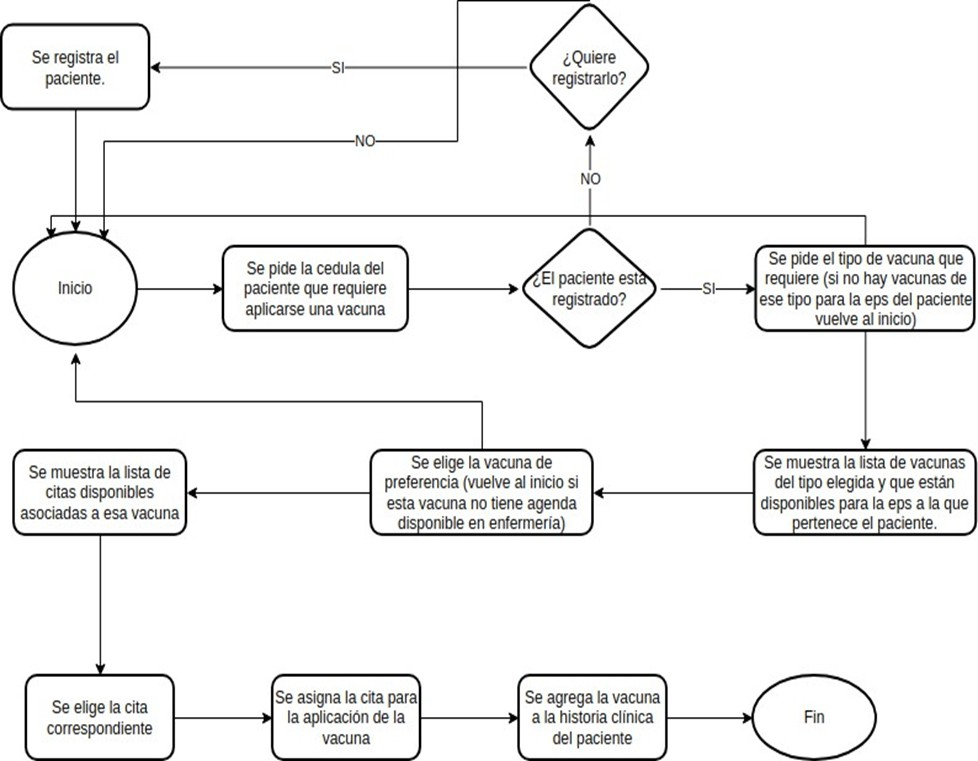 Se registra el
paciente.
SI
¿Quiere
registrarlo?
NO
NO
Inicio
Se pide la cedula del
paciente que requiere
aplicarse una vacuna
¿El paciente está
registrado?
SI
Se pide el tipo de vacuna que
requiere (si no hay vacunas de
ese tipo para la eps del paciente
vuelve al inicio)
Se muestra la lista de vacunas
del tipo elegida y que están
disponibles para la eps a la que
pertenece el paciente.
Se elige la vacuna de
preferencia (vuelve al inicio si
esta vacuna no tiene agenda
disponible en enfermería)
Se muestra la lista de
citas disponibles
asociadas a esa vacuna
Se elige la cita
correspondiente
Se asigna la cita para
la aplicación de la
vacuna
Se agrega la vacuna
a la historia clínica
del paciente
Fin